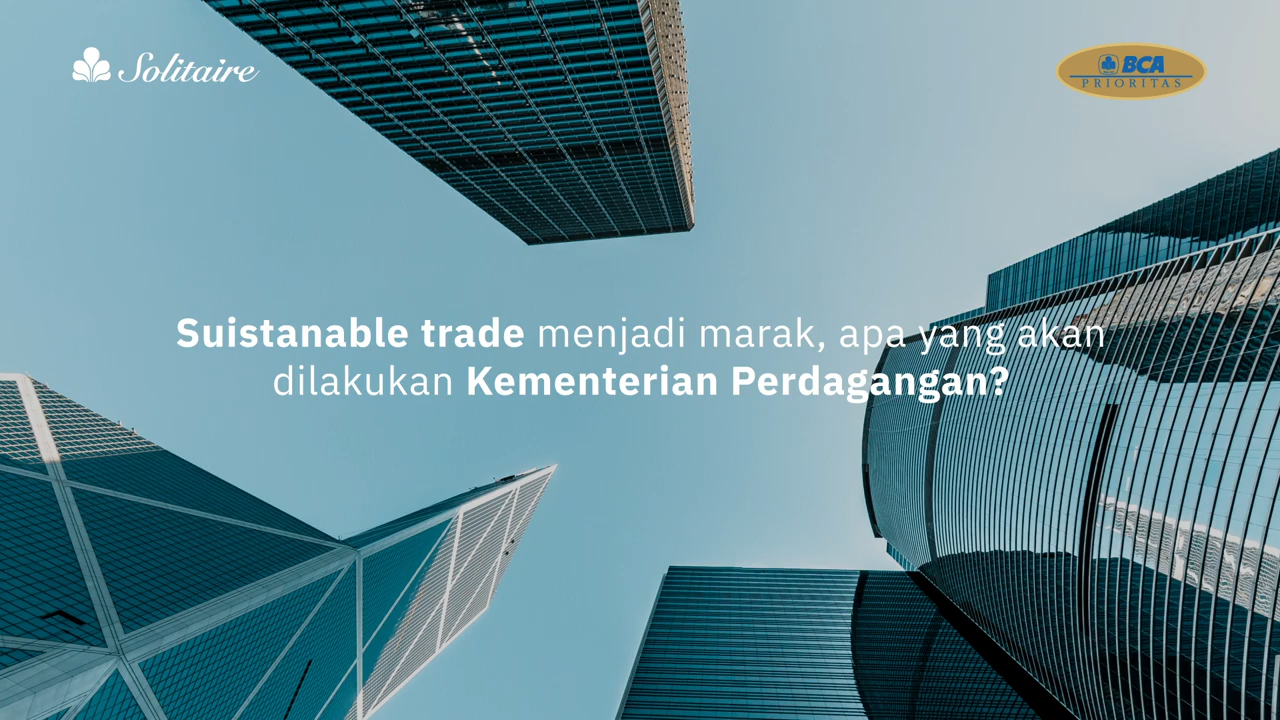 Solitaire
BCA
PRIORITAS
Suistanable trade menjadi marak, apa yang akan
dilakukan Kementerian Perdagangan?